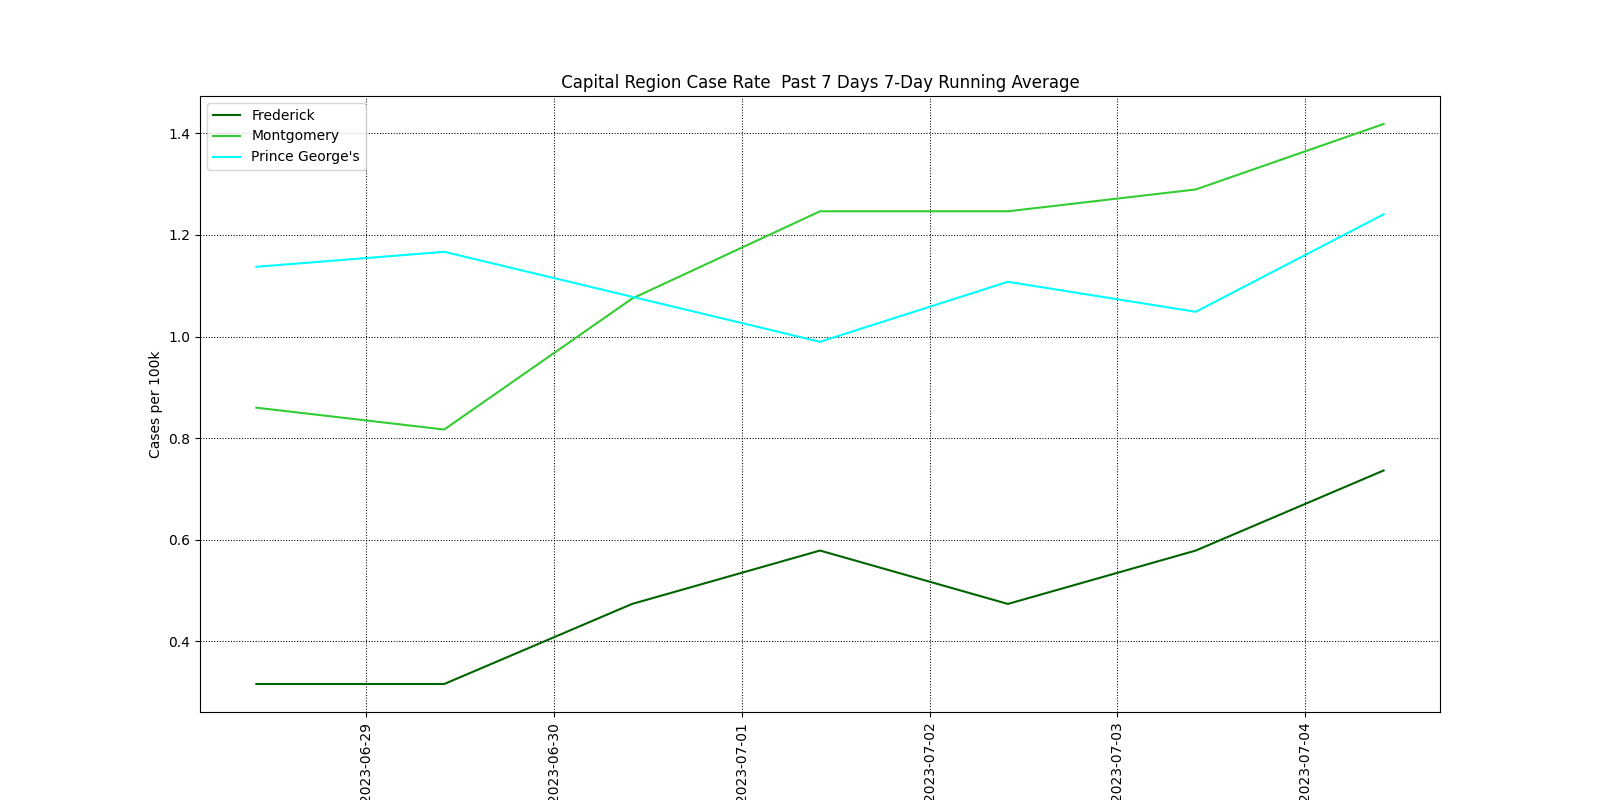 Capital Region Case Rate  Past 7 Days 7-Day Running Average
Frederick
Montgomery
Prince George's
Cases per 100k
1.4
1.2
1.0
0.8
0.6
0.4
2023-06-29
2023-06-30
2023-07-01
2023-07-02
2023-07-03
2023-07-04